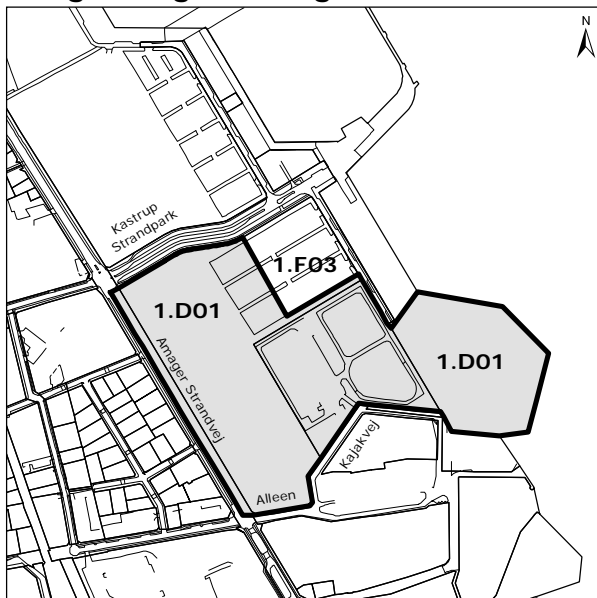 N
Kastrup
Strandpark
1.F03
1.D01
1.D01
Amager Strandvej
Kajakvej
Alleen